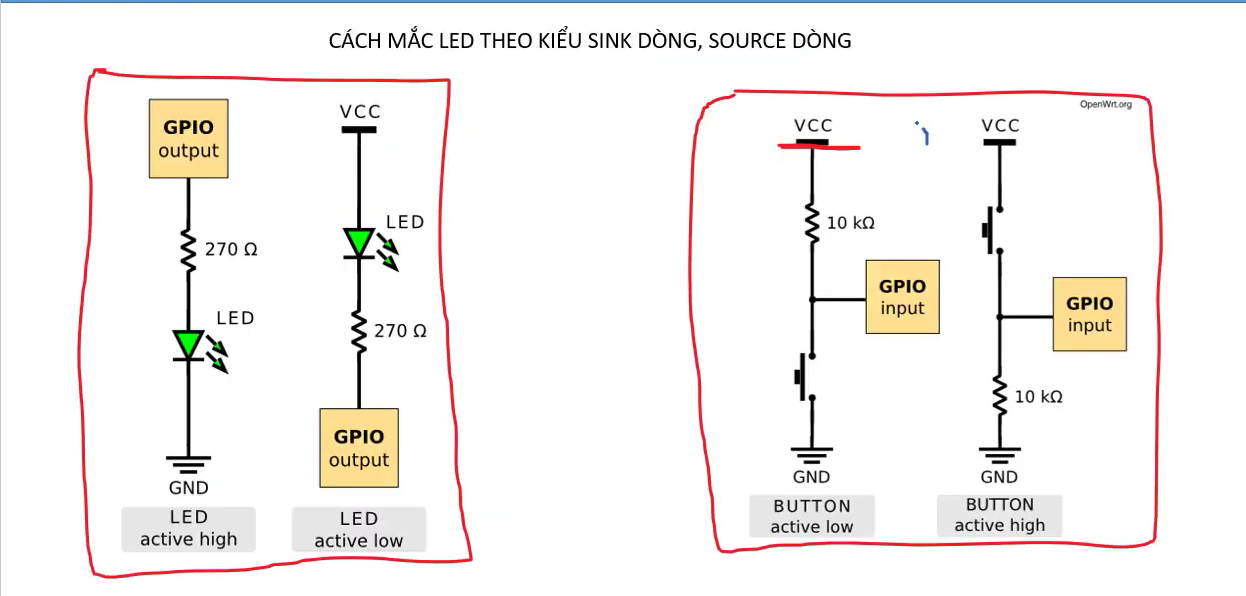 CÁCH MẮC LED THEO KIỂU SINK DÒNG, SOURCE DÒNG
GPIO
output
270 Ω
LED
GND
LED
active high
VCC
LED
270 Ω
GPIO
output
LED
active low
OpenWrt.org
VCC
10 kΩ
GPIO
input
GND
BUTTON
active low
VCC
GPIO
input
10 kΩ
GND
BUTTON
active high